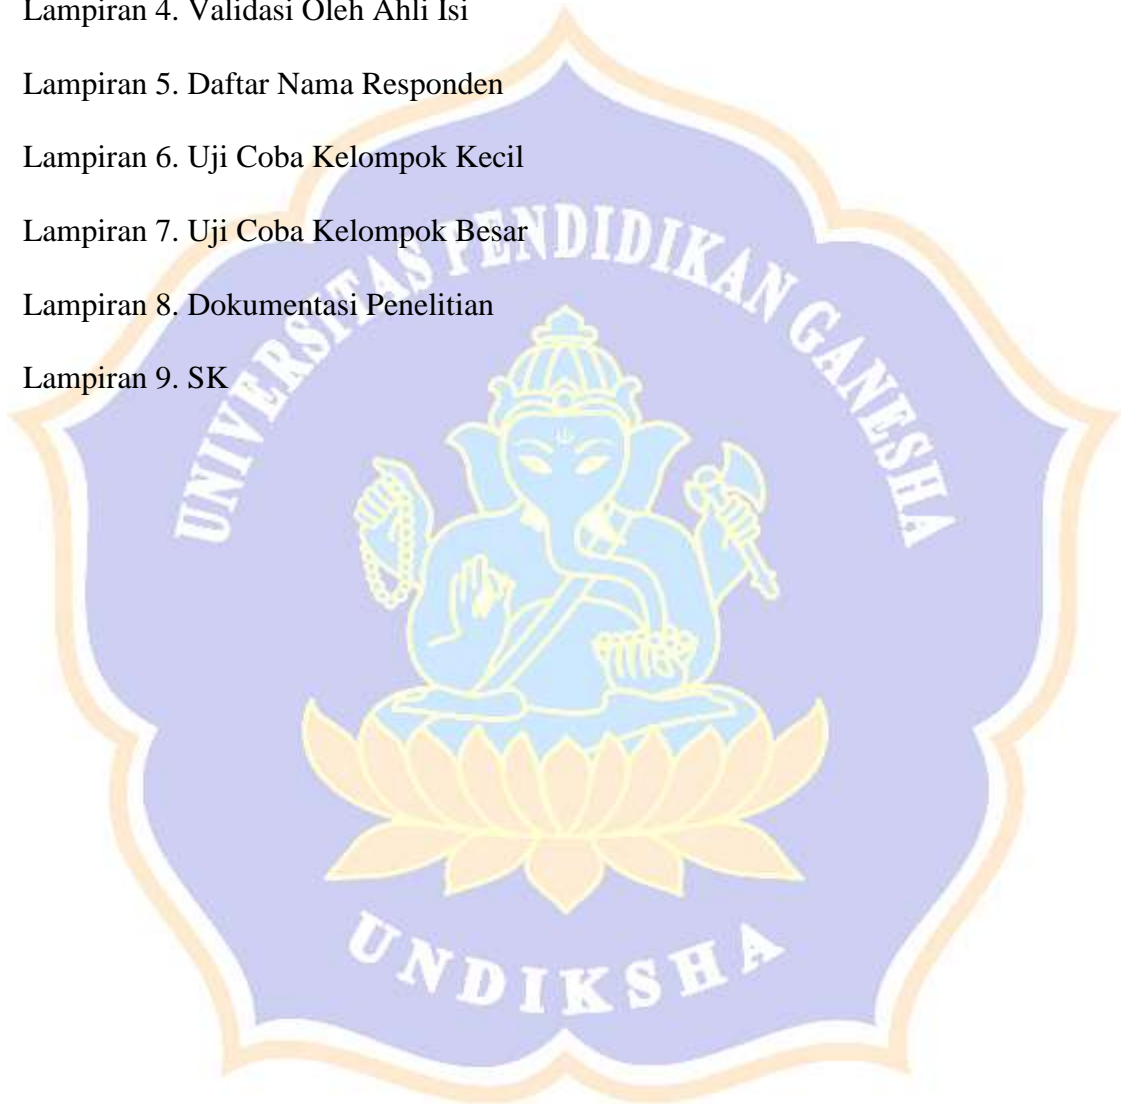 Lampiran 4. Validasi Oleh Ahli Isi
Lampiran 5. Daftar Nama Responden
Lampiran 6. Uji Coba Kelompok Kecil
Lampiran 7. Uji Coba Kelompok Besar
Lampiran 8. Dokumentasi Penelitian
Lampiran 9. SK
UNIVERSITAS PENDIDIKAN GANESHA
UNDIKSHA